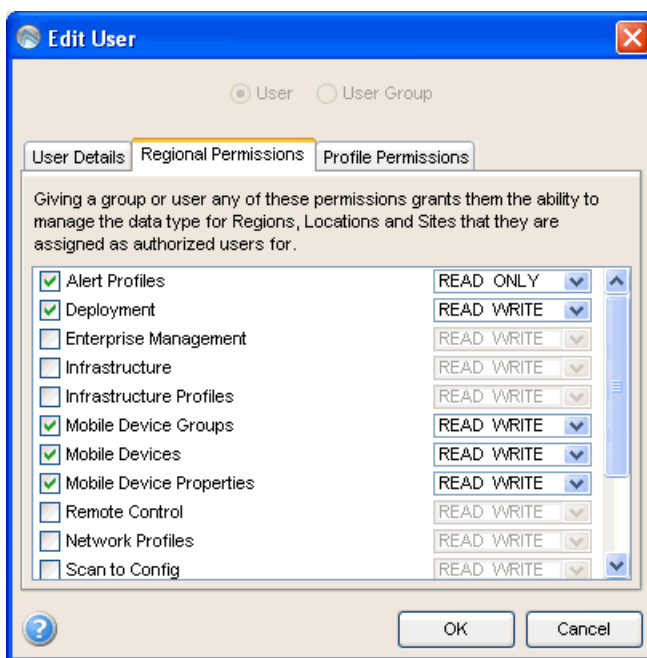 Edit User
User User Group
User Details Regional Permissions Profile Permissions
Giving a group or user any of these permissions grants them the ability to
manage the data type for Regions, Locations and Sites that they are
assigned as authorized users for.
Alert Profiles READ ONLY
Deployment READ WRITE
Enterprise Management READ WRITE
Infrastructure READ WRITE
Infrastructure Profiles READ WRITE
Mobile Device Groups READ WRITE
Mobile Devices READ WRITE
Mobile Device Properties READ WRITE
Remote Control READ WRITE
Network Profiles READ WRITE
Scan to Config READ WRITE
? OK Cancel